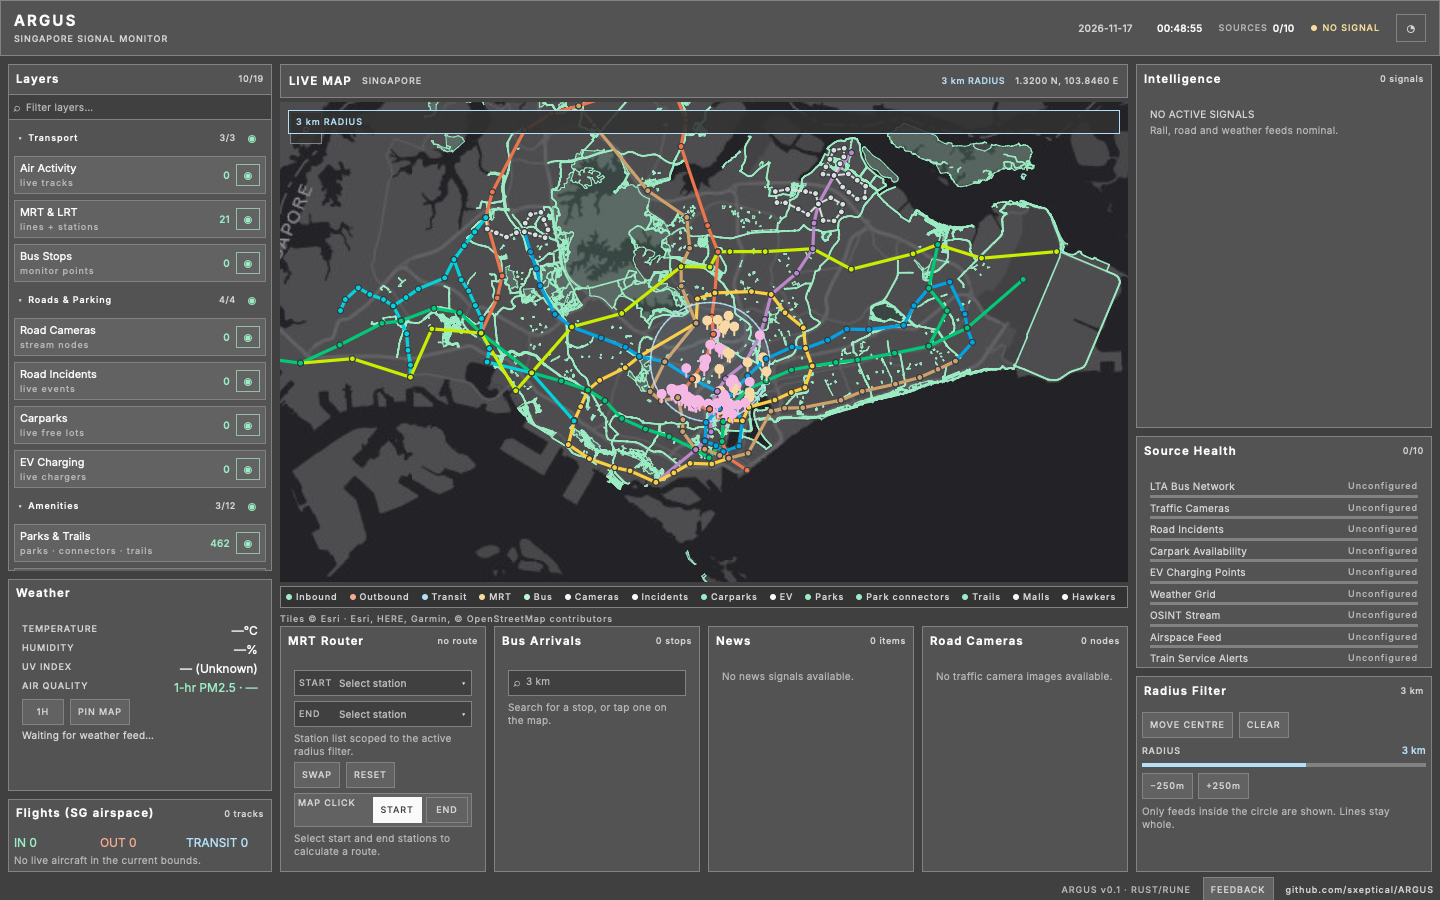 ARGUS
SINGAPORE SIGNAL MONITOR
2026-11-17
00:48:55
SOURCES 0/10
NO SIGNAL
Layers 10/19
Filter layers...
Transport 3/3
Air Activity
live tracks
0
MRT & LRT
lines + stations
21
Bus Stops
monitor points
0
Roads & Parking 4/4
Road Cameras
stream nodes
0
Road Incidents
live events
0
Carparks
live free lots
0
EV Charging
live chargers
0
Amenities 3/12
Parks & Trails
parks · connectors · trails
462
Weather
TEMPERATURE —°C
HUMIDITY —%
UV INDEX — (Unknown)
AIR QUALITY 1-hr PM2.5 · —
1H PIN MAP
Waiting for weather feed...
Flights (SG airspace) 0 tracks
IN 0 OUT 0 TRANSIT 0
No live aircraft in the current bounds.
LIVE MAP SINGAPORE 3 km RADIUS 1.3200 N, 103.8460 E
3 km RADIUS
APORE
Inbound Outbound Transit MRT Bus Cameras Incidents Carparks EV Parks Park connectors Trails Malls Hawkers
Tiles © Esri - Esri, HERE, Garmin, © OpenStreetMap contributors
MRT Router no route
START Select station
END Select station
Station list scoped to the active
radius filter.
SWAP RESET
MAP CLICK START END
Select start and end stations to
calculate a route.
Bus Arrivals 0 stops
3 km
Search for a stop, or tap one on
the map.
News 0 items
No news signals available.
Road Cameras 0 nodes
No traffic camera images available.
Intelligence 0 signals
NO ACTIVE SIGNALS
Rail, road and weather feeds nominal.
Source Health 0/10
LTA Bus Network Unconfigured
Traffic Cameras Unconfigured
Road Incidents Unconfigured
Carpark Availability Unconfigured
EV Charging Points Unconfigured
Weather Grid Unconfigured
OSINT Stream Unconfigured
Airspace Feed Unconfigured
Train Service Alerts Unconfigured
Radius Filter 3 km
MOVE CENTRE CLEAR
RADIUS 3 km
−250m +250m
Only feeds inside the circle are shown. Lines stay
whole.
ARGUS v0.1 · RUST/RUNE FEEDBACK github.com/sxeptical/ARGUS